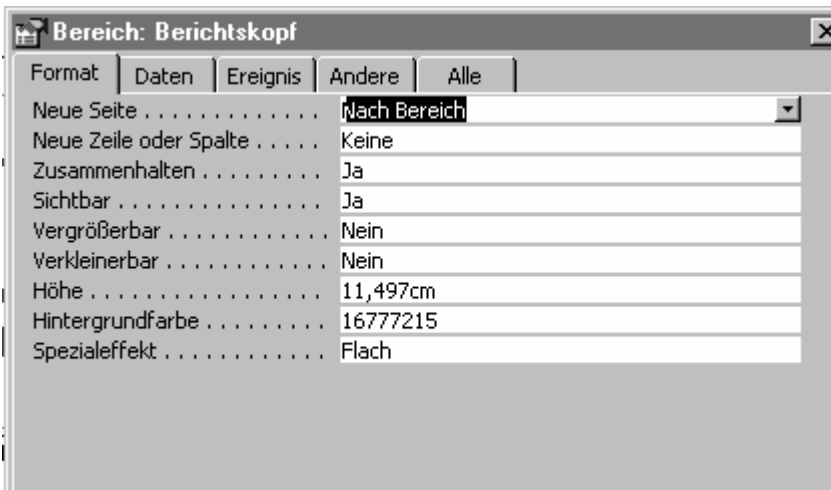 Bereich: Berichtskopf
Format Daten Ereignis Andere Alle
Neue Seite . . . . . . . . . . . . . Nach Bereich
Neue Zeile oder Spalte . . . . . Keine
Zusammenhalten . . . . . . . . Ja
Sichtbar . . . . . . . . . . . . . . . Ja
Vergrößerbar . . . . . . . . . . . . Nein
Verkleinerbar . . . . . . . . . . . . Nein
Höhe . . . . . . . . . . . . . . . . . 11,497cm
Hintergrundfarbe . . . . . . . . . 16777215
Spezialeffekt . . . . . . . . . . . . Flach